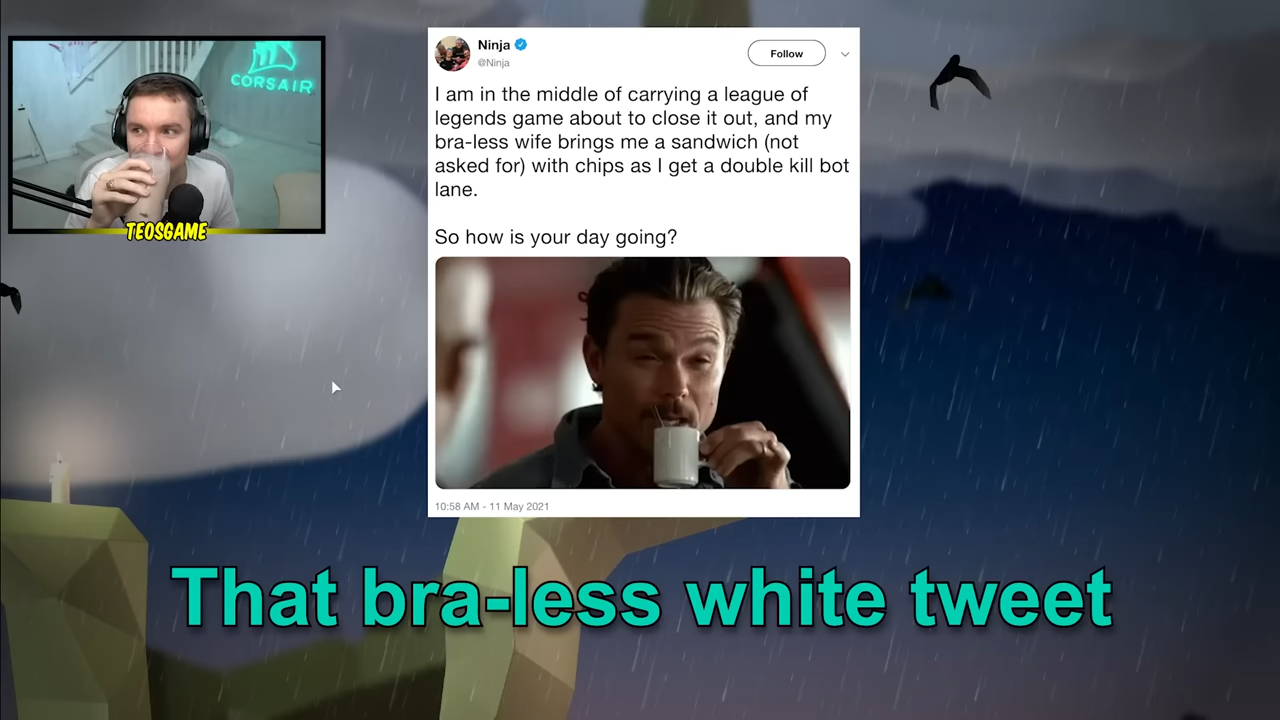 CORSAIR
TEOSGAME
Ninja
@Ninja
Follow
I am in the middle of carrying a league of
legends game about to close it out, and my
bra-less wife brings me a sandwich (not
asked for) with chips as I get a double kill bot
lane.
So how is your day going?
10:58 AM - 11 May 2021
That bra-less white tweet